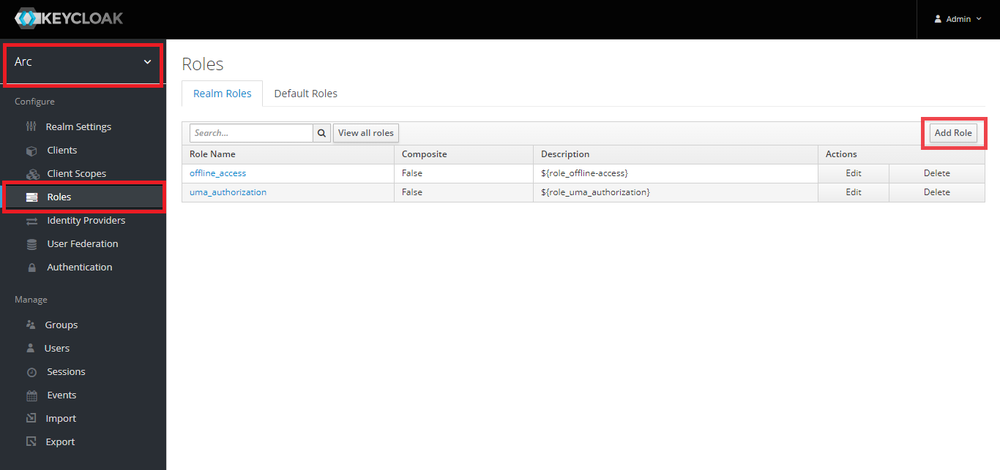 KEYCLOAK
Admin
Arc
Configure
Realm Settings
Clients
Client Scopes
Roles
Identity Providers
User Federation
Authentication
Manage
Groups
Users
Sessions
Events
Import
Export
Roles
Realm Roles Default Roles
Search... View all roles Add Role
Role Name Composite Description Actions
offline_access False ${role_offline-access} Edit Delete
uma_authorization False ${role_uma_authorization} Edit Delete